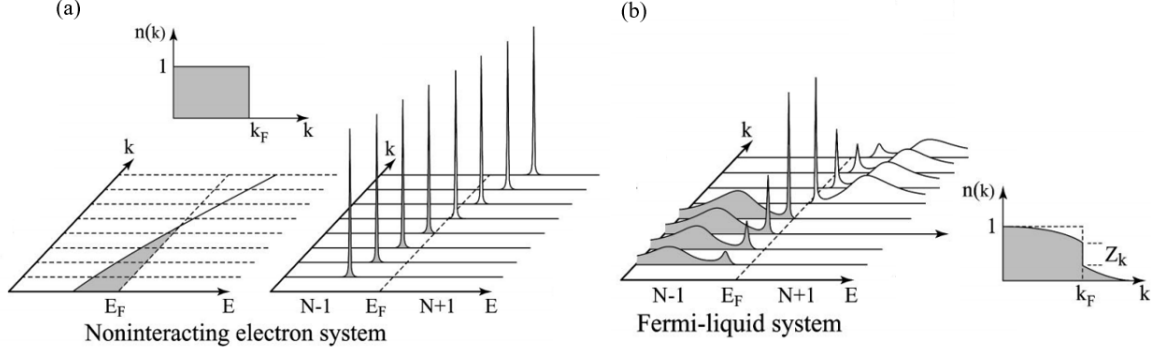 (a)
n(k)
1
k_F k
k
E_F E
k
N-1 E_F N+1 E
Noninteracting electron system
(b)
k
N-1 E_F N+1 E
Fermi-liquid system
n(k)
1
Z_k
k_F k